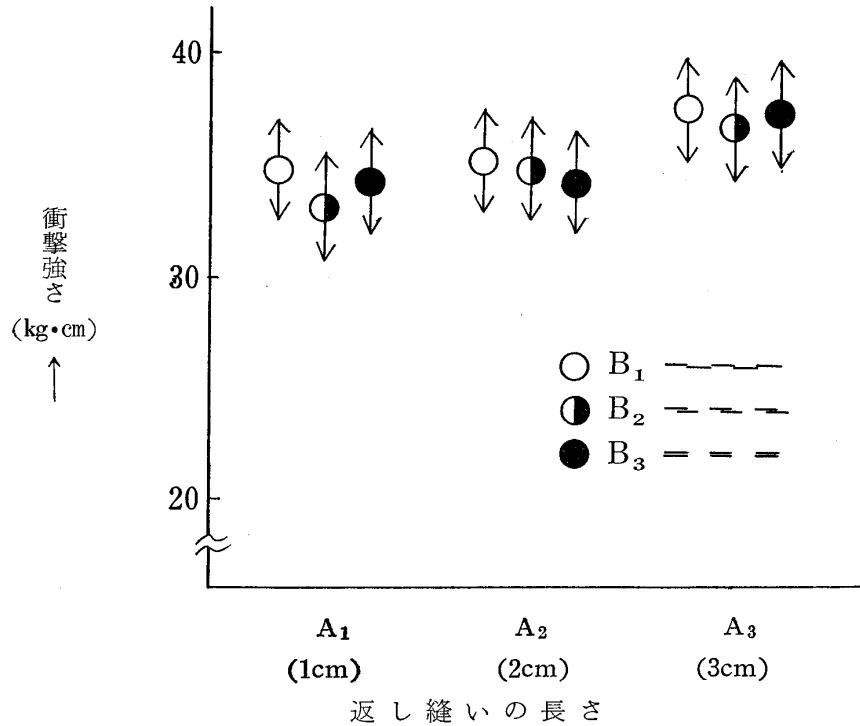 40
30
20
衝撃強さ
(kg•cm)
B₁
B₂
B₃
A₁ A₂ A₃
(1cm) (2cm) (3cm)
返し縫いの長さ